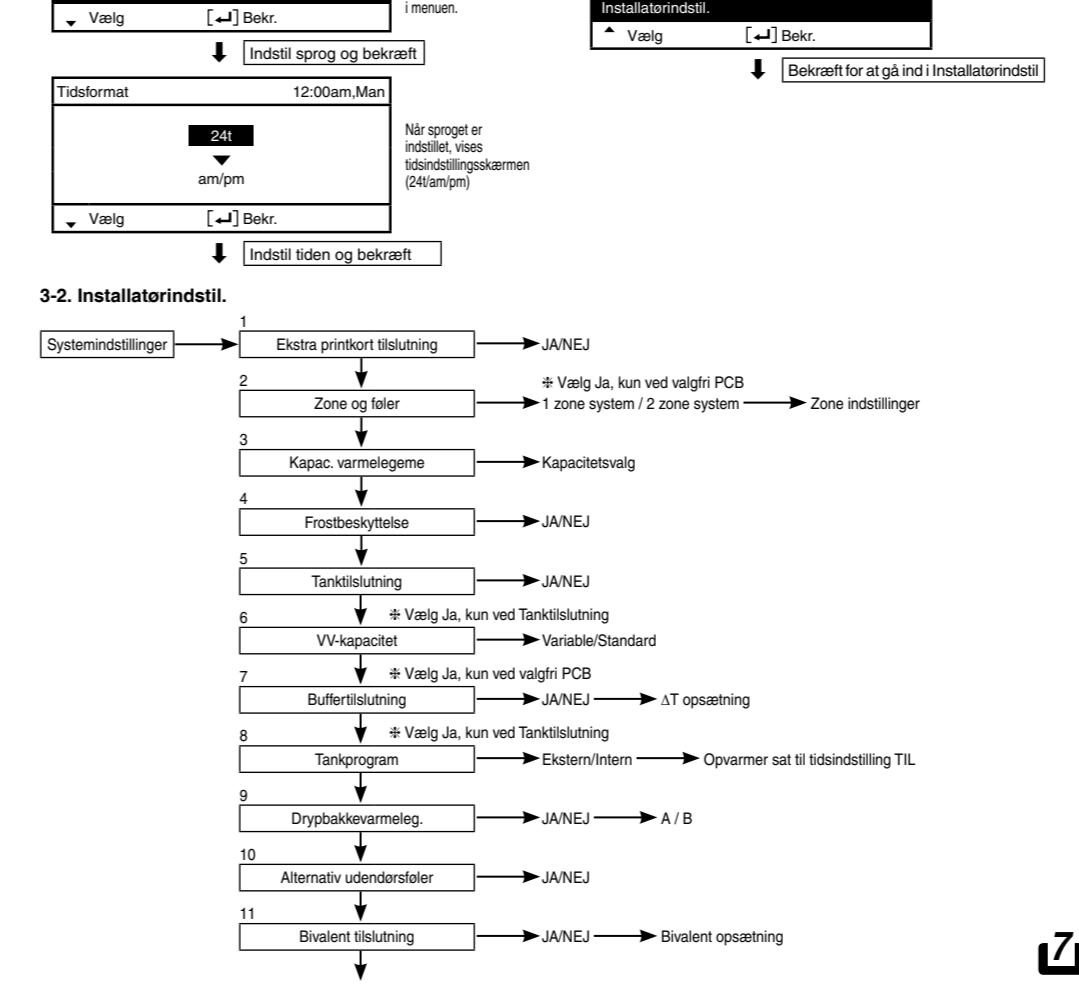 i menuen.
Vælg [↵] Bekr.
Indstil sprog og bekræft
Tidsformat 12:00am,Man
24t
am/pm
Når sproget er
indstillet, vises
tidsindstillingsskærmen
(24t/am/pm)
Vælg [↵] Bekr.
Indstil tiden og bekræft
Installatørindstil.
Vælg [↵] Bekr.
Bekræft for at gå ind i Installatørindstil
3-2. Installatørindstil.
Systemindstillinger
1
Ekstra printkort tilslutning JA/NEJ
2 ❉ Vælg Ja, kun ved valgfri PCB
Zone og føler 1 zone system / 2 zone system Zone indstillinger
3
Kapac. varmelegeme Kapacitetsvalg
4
Frostbeskyttelse JA/NEJ
5
Tanktilslutning JA/NEJ
6 ❉ Vælg Ja, kun ved Tanktilslutning
VV-kapacitet Variable/Standard
7 ❉ Vælg Ja, kun ved valgfri PCB
Buffertilslutning JA/NEJ ΔT opsætning
8 ❉ Vælg Ja, kun ved Tanktilslutning
Tankprogram Ekstern/Intern Opvarmer sat til tidsindstilling TIL
9
Drypbakkevarmeleg. JA/NEJ A / B
10
Alternativ udendørsføler JA/NEJ
11
Bivalent tilslutning JA/NEJ Bivalent opsætning
7